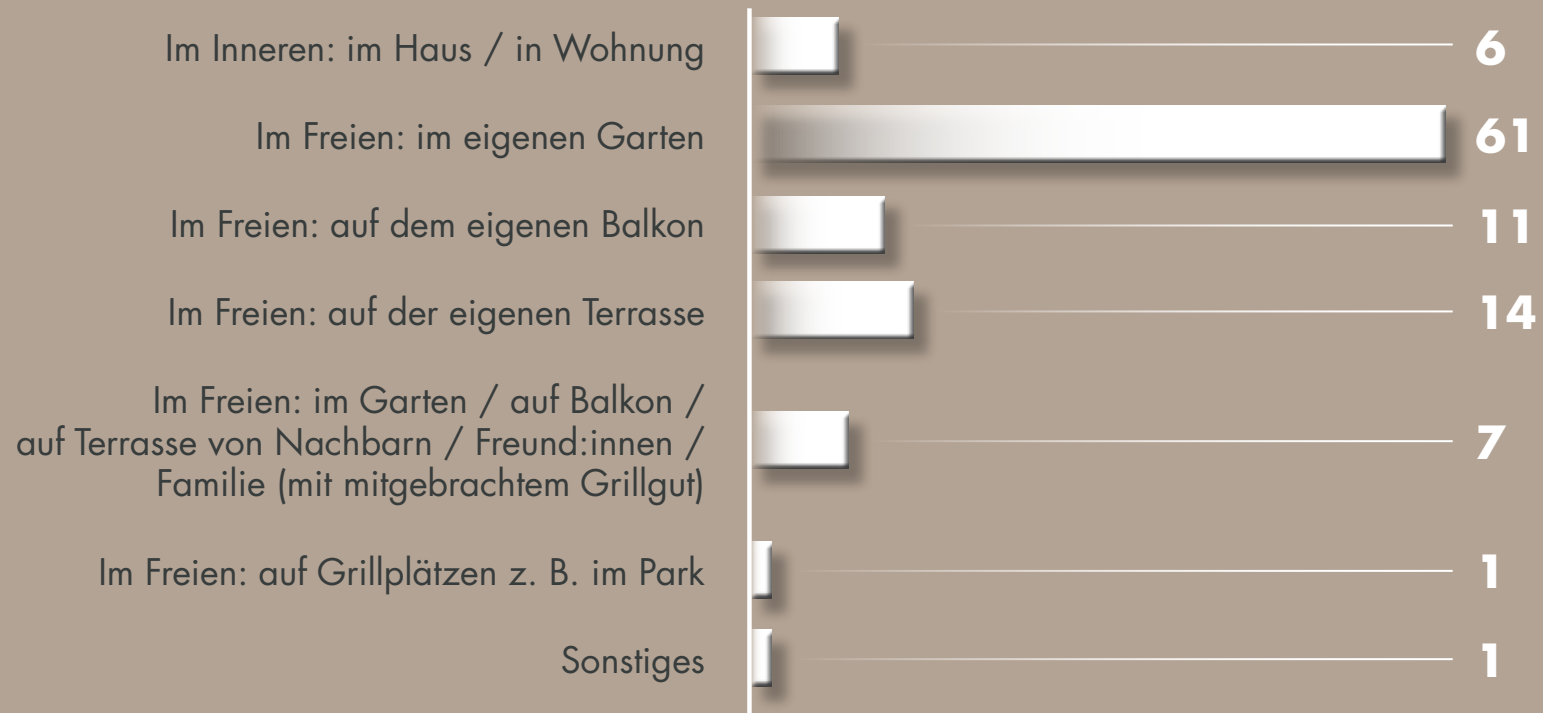 Im Inneren: im Haus / in Wohnung 6
Im Freien: im eigenen Garten 61
Im Freien: auf dem eigenen Balkon 11
Im Freien: auf der eigenen Terrasse 14
Im Freien: im Garten / auf Balkon /
auf Terrasse von Nachbarn / Freund:innen / 7
Familie (mit mitgebrachtem Grillgut)
Im Freien: auf Grillplätzen z. B. im Park 1
Sonstiges 1